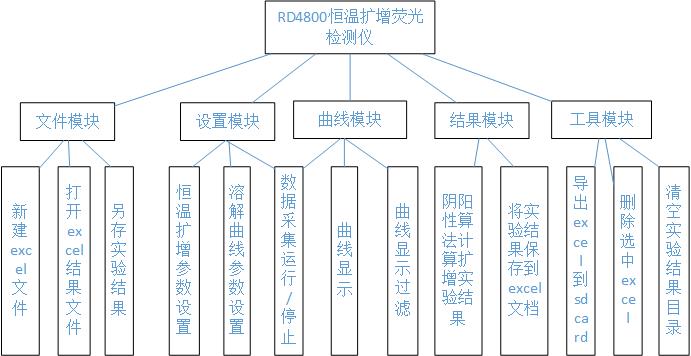 RD4800恒温扩增荧光
检测仪
文件模块
设置模块
曲线模块
结果模块
工具模块
新建excel文件
打开excel结果文件
另存实验结果
恒温扩增参数设置
溶解曲线参数设置
数据采集运行/停止
曲线显示
曲线显示过滤
阴阳性算法计算扩增实验结果
将实验结果保存到excel文档
导出excel到sdcard
删除选中excel
清空实验结果目录